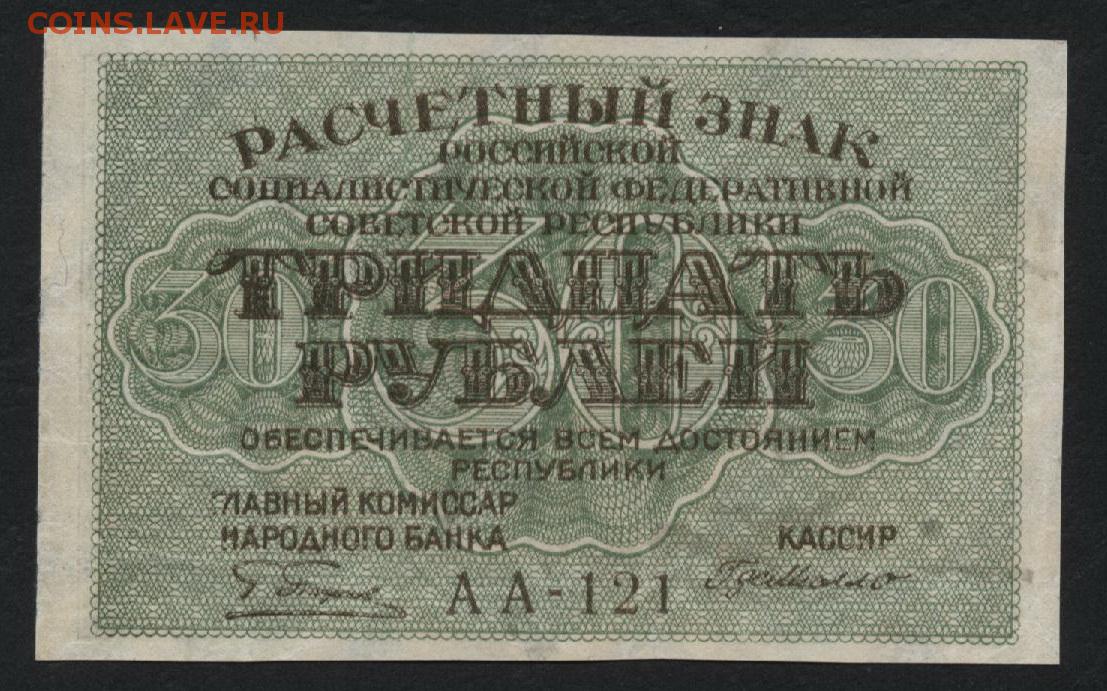 COINS.LAVE.RU
РАСЧЕТНЫЙ ЗНАК
РОССИЙСКОЙ
СОЦИАЛИСТИЧЕСКОЙ ФЕДЕРАТИВНОЙ
СОВЕТСКОЙ РЕСПУБЛИКИ
ТРИДЦАТЬ
30 30 30
РУБЛЕЙ
ОБЕСПЕЧИВАЕТСЯ ВСЕМ ДОСТОЯНИЕМ
РЕСПУБЛИКИ
ГЛАВНЫЙ КОМИССАР
НАРОДНОГО БАНКА
КАССИР
АА-121